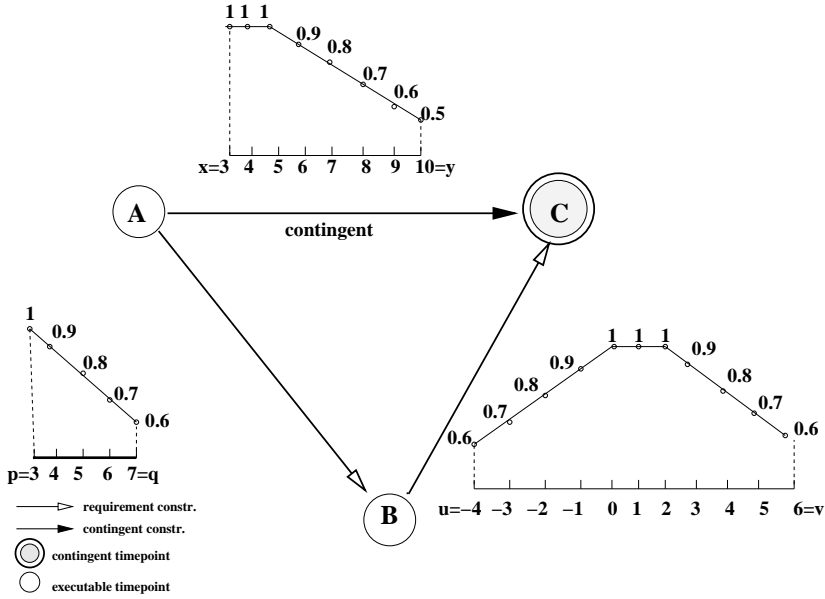 1 1 1
0.9
0.8
0.7
0.6
0.5
x=3 4 5 6 7 8 9 10=y
A
C
contingent
1
0.9
0.8
0.7
0.6
p=3 4 5 6 7=q
1 1 1
0.9
0.8
0.7
0.6
0.9
0.8
0.7
0.6
u=−4 −3 −2 −1 0 1 2 3 4 5 6=v
B
requirement constr.
contingent constr.
contingent timepoint
executable timepoint